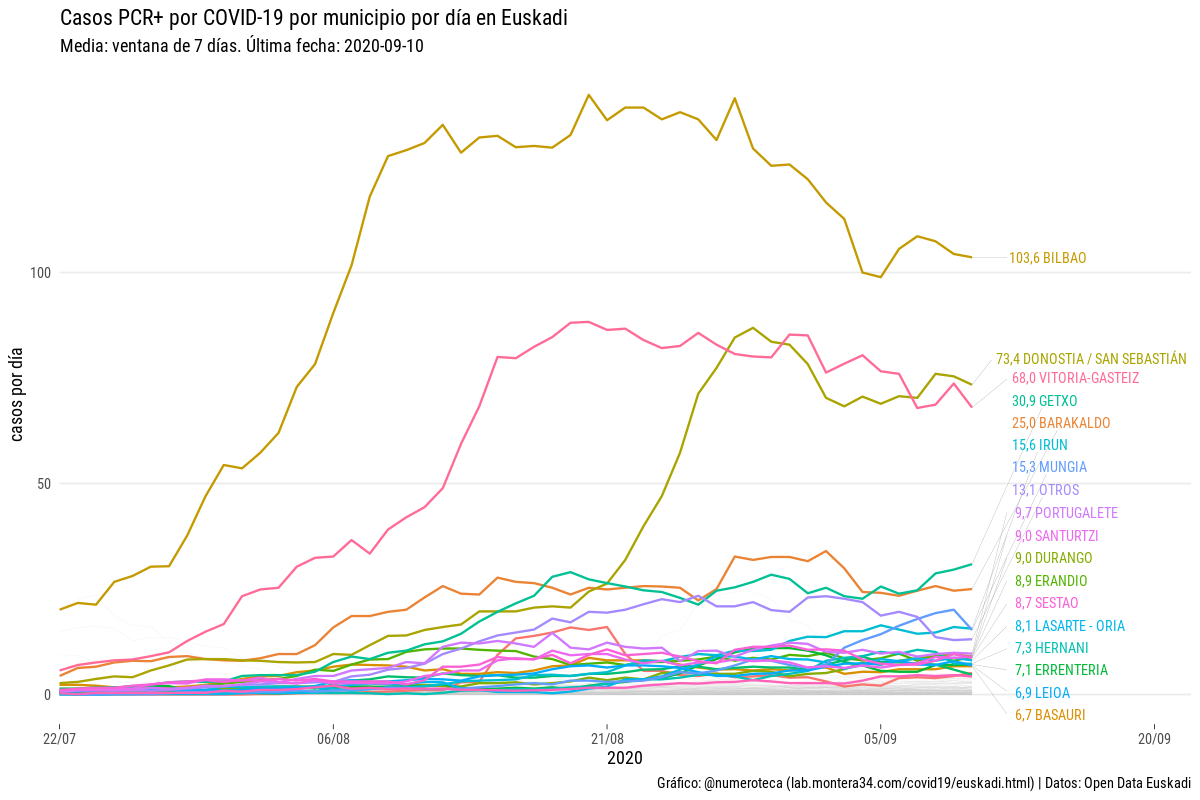 Casos PCR+ por COVID-19 por municipio por día en Euskadi
Media: ventana de 7 días. Última fecha: 2020-09-10
casos por día
100
50
0
103,6 BILBAO
73,4 DONOSTIA / SAN SEBASTIÁN
68,0 VITORIA-GASTEIZ
30,9 GETXO
25,0 BARAKALDO
15,6 IRUN
15,3 MUNGIA
13,1 OTROS
9,7 PORTUGALETE
9,0 SANTURTZI
9,0 DURANGO
8,9 ERANDIO
8,7 SESTAO
8,1 LASARTE - ORIA
7,3 HERNANI
7,1 ERRENTERIA
6,9 LEIOA
6,7 BASAURI
22/07
06/08
21/08
05/09
20/09
2020
Gráfico: @numeroteca (lab.montera34.com/covid19/euskadi.html) | Datos: Open Data Euskadi